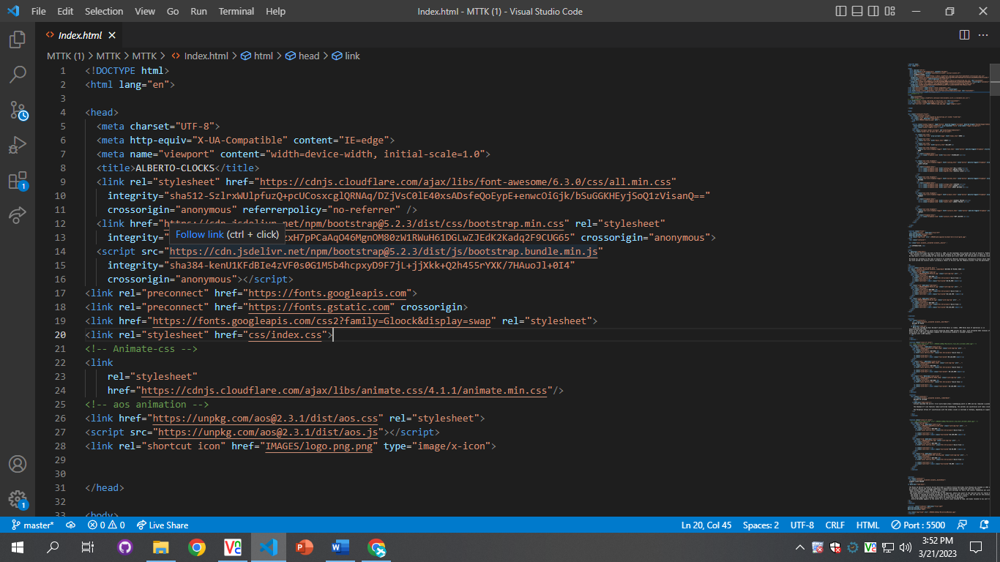 File Edit Selection View Go Run Terminal Help Index.html - MTTK (1) - Visual Studio Code
Index.html
MTTK (1) > MTTK > MTTK > Index.html > html > head > link
1 <!DOCTYPE html>
2 <html lang="en">
3
4 <head>
5 <meta charset="UTF-8">
6 <meta http-equiv="X-UA-Compatible" content="IE=edge">
7 <meta name="viewport" content="width=device-width, initial-scale=1.0">
8 <title>ALBERTO-CLOCKS</title>
9 <link rel="stylesheet" href="https://cdnjs.cloudflare.com/ajax/libs/font-awesome/6.3.0/css/all.min.css"
10 integrity="sha512-SzlrxWUlpfuzQ+pcUCosxcglQRNAq/DZjVsC0lE40xsADsfeQoEypE+enwcOiGjk/bSuGGKHEyjSoQ1zVisanQ=="
11 crossorigin="anonymous" referrerpolicy="no-referrer" />
12 <link href="https://cdn.jsdelivr.net/npm/bootstrap@5.2.3/dist/css/bootstrap.min.css" rel="stylesheet"
Follow link (ctrl + click)
13 integrity="zxH7pPCaAqO46MgnOM80zW1RWuH61DGLwZJEdK2Kadq2F9CUG65" crossorigin="anonymous">
14 <script src="https://cdn.jsdelivr.net/npm/bootstrap@5.2.3/dist/js/bootstrap.bundle.min.js"
15 integrity="sha384-kenU1KFdBIe4zVF0s0G1M5b4hcpxyD9F7jL+jjXkk+Q2h455rYXK/7HAuoJl+0I4"
16 crossorigin="anonymous"></script>
17 <link rel="preconnect" href="https://fonts.googleapis.com">
18 <link rel="preconnect" href="https://fonts.gstatic.com" crossorigin>
19 <link href="https://fonts.googleapis.com/css2?family=Gloock&display=swap" rel="stylesheet">
20 <link rel="stylesheet" href="css/index.css">
21 <!-- Animate-css -->
22 <link
23 rel="stylesheet"
24 href="https://cdnjs.cloudflare.com/ajax/libs/animate.css/4.1.1/animate.min.css"/>
25 <!-- aos animation -->
26 <link href="https://unpkg.com/aos@2.3.1/dist/aos.css" rel="stylesheet">
27 <script src="https://unpkg.com/aos@2.3.1/dist/aos.js"></script>
28 <link rel="shortcut icon" href="IMAGES/logo.png.png" type="image/x-icon">
29
30
31 </head>
32
33 <body>
master* 0 0 Live Share Ln 20, Col 45 Spaces: 2 UTF-8 CRLF HTML Port : 5500
3:52 PM
3/21/2023